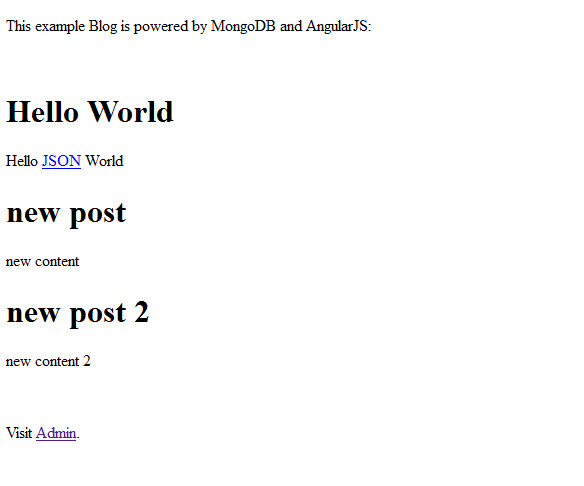 This example Blog is powered by MongoDB and AngularJS:
Hello World
Hello JSON World
new post
new content
new post 2
new content 2
Visit Admin.